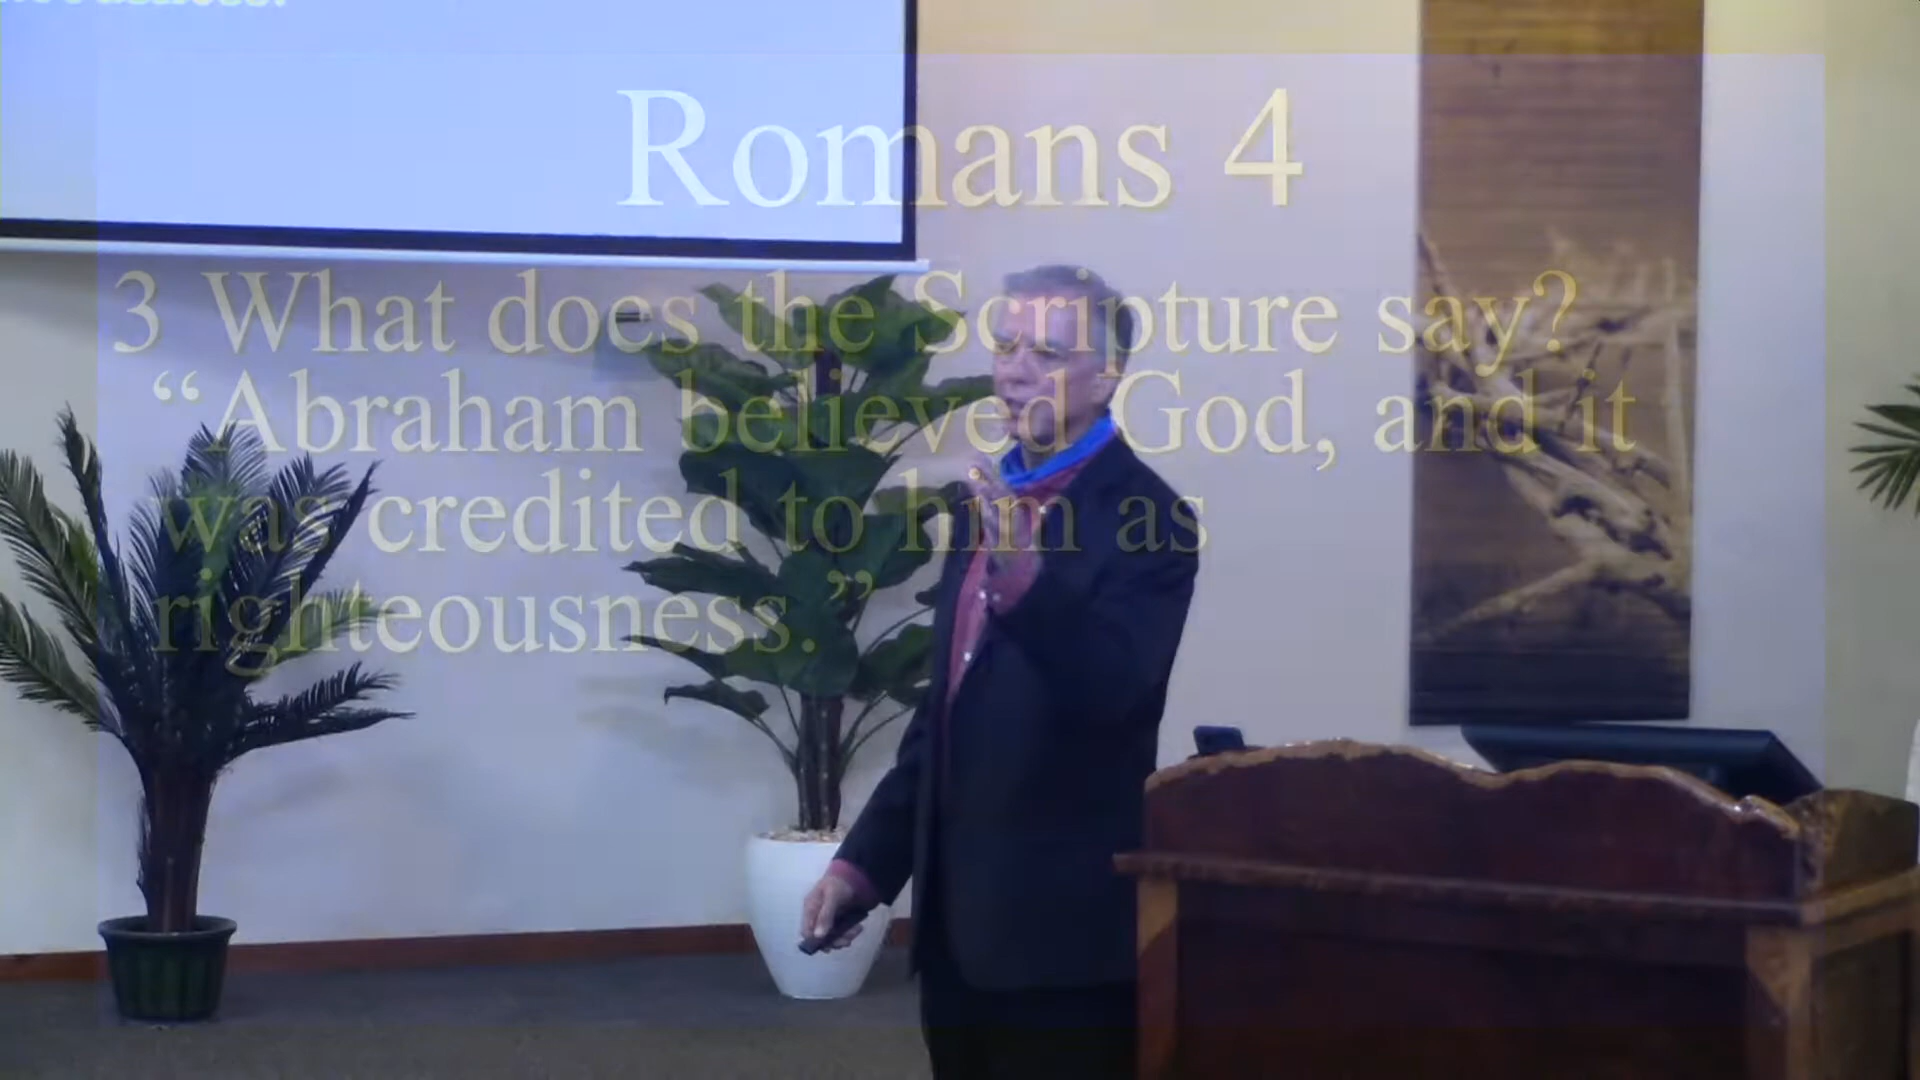 Romans 4
3 What does the Scripture say?
“Abraham believed God, and it
was credited to him as
righteousness.”